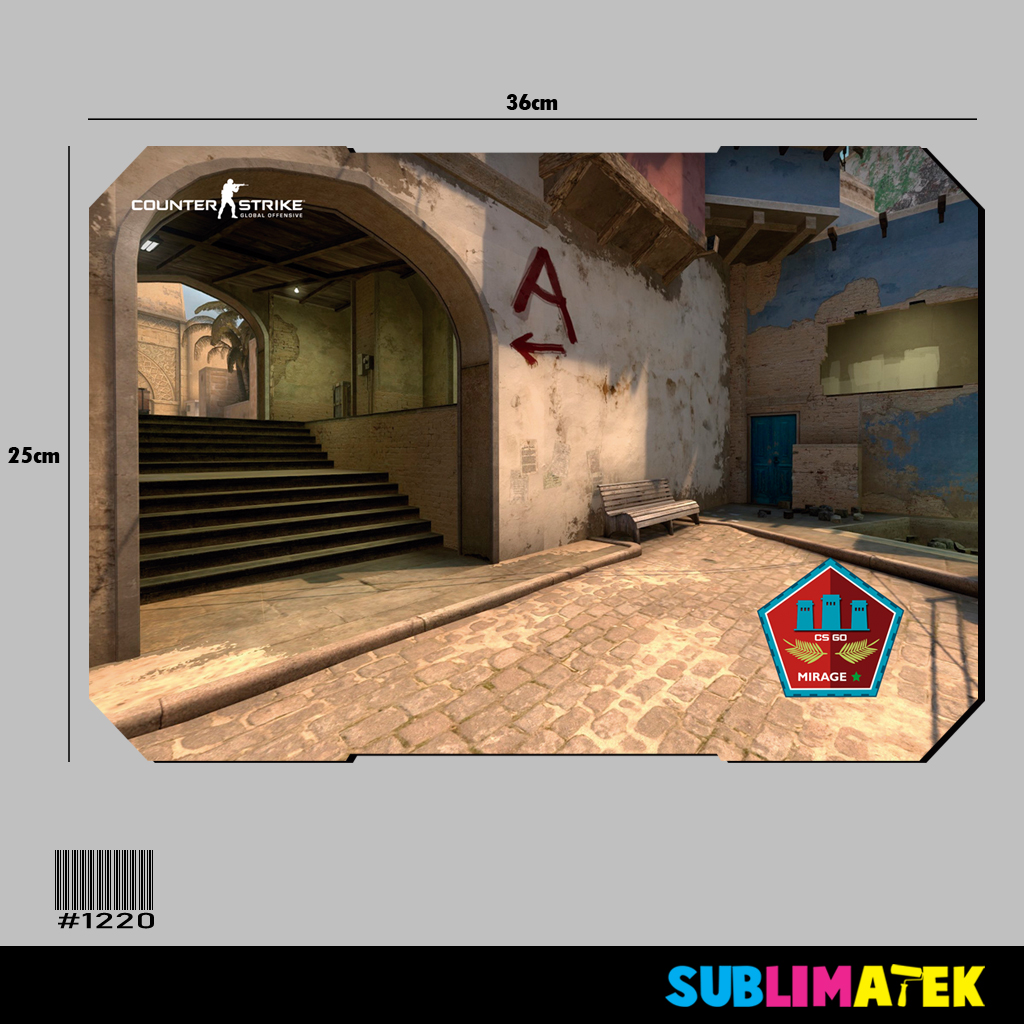 36cm
COUNTER STRIKE
GLOBAL OFFENSIVE
A
25cm
CS GO
MIRAGE
#1220
SUBLIMATEK